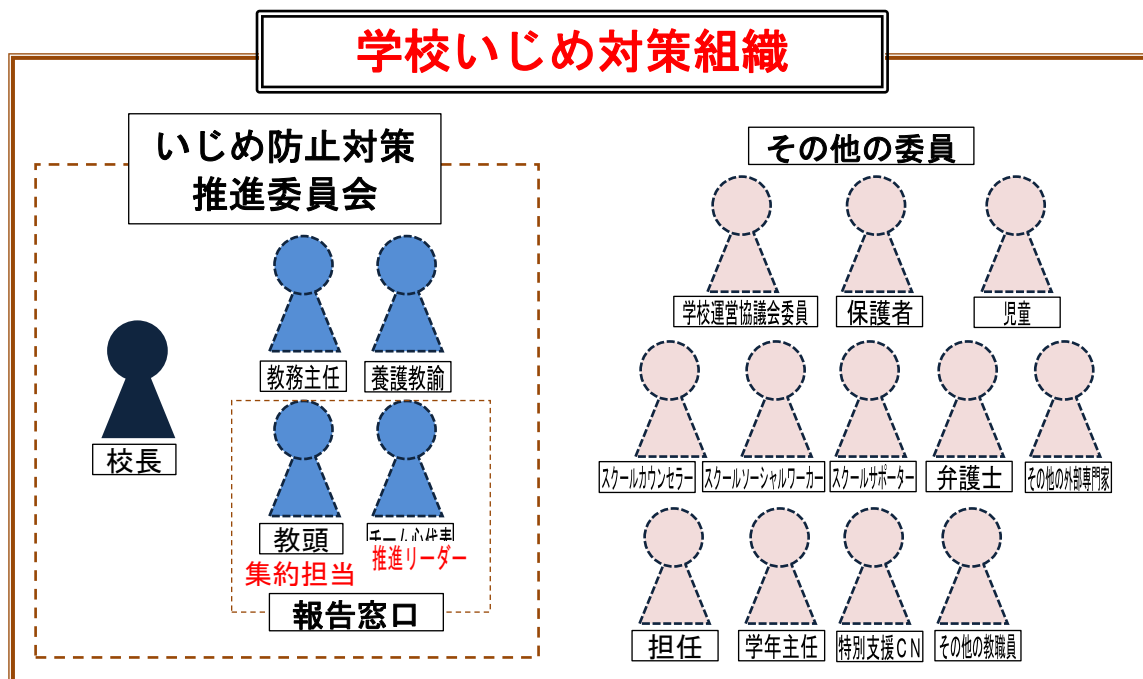 学校いじめ対策組織
いじめ防止対策
推進委員会
その他の委員
学校運営協議会委員
保護者
児童
教務主任
養護教諭
校長
スクールカウンセラー
スクールソーシャルワーカー
スクールサポーター
弁護士
その他の外部専門家
教頭
チーム心代表
集約担当
推進リーダー
報告窓口
担任
学年主任
特別支援CN
その他の教職員